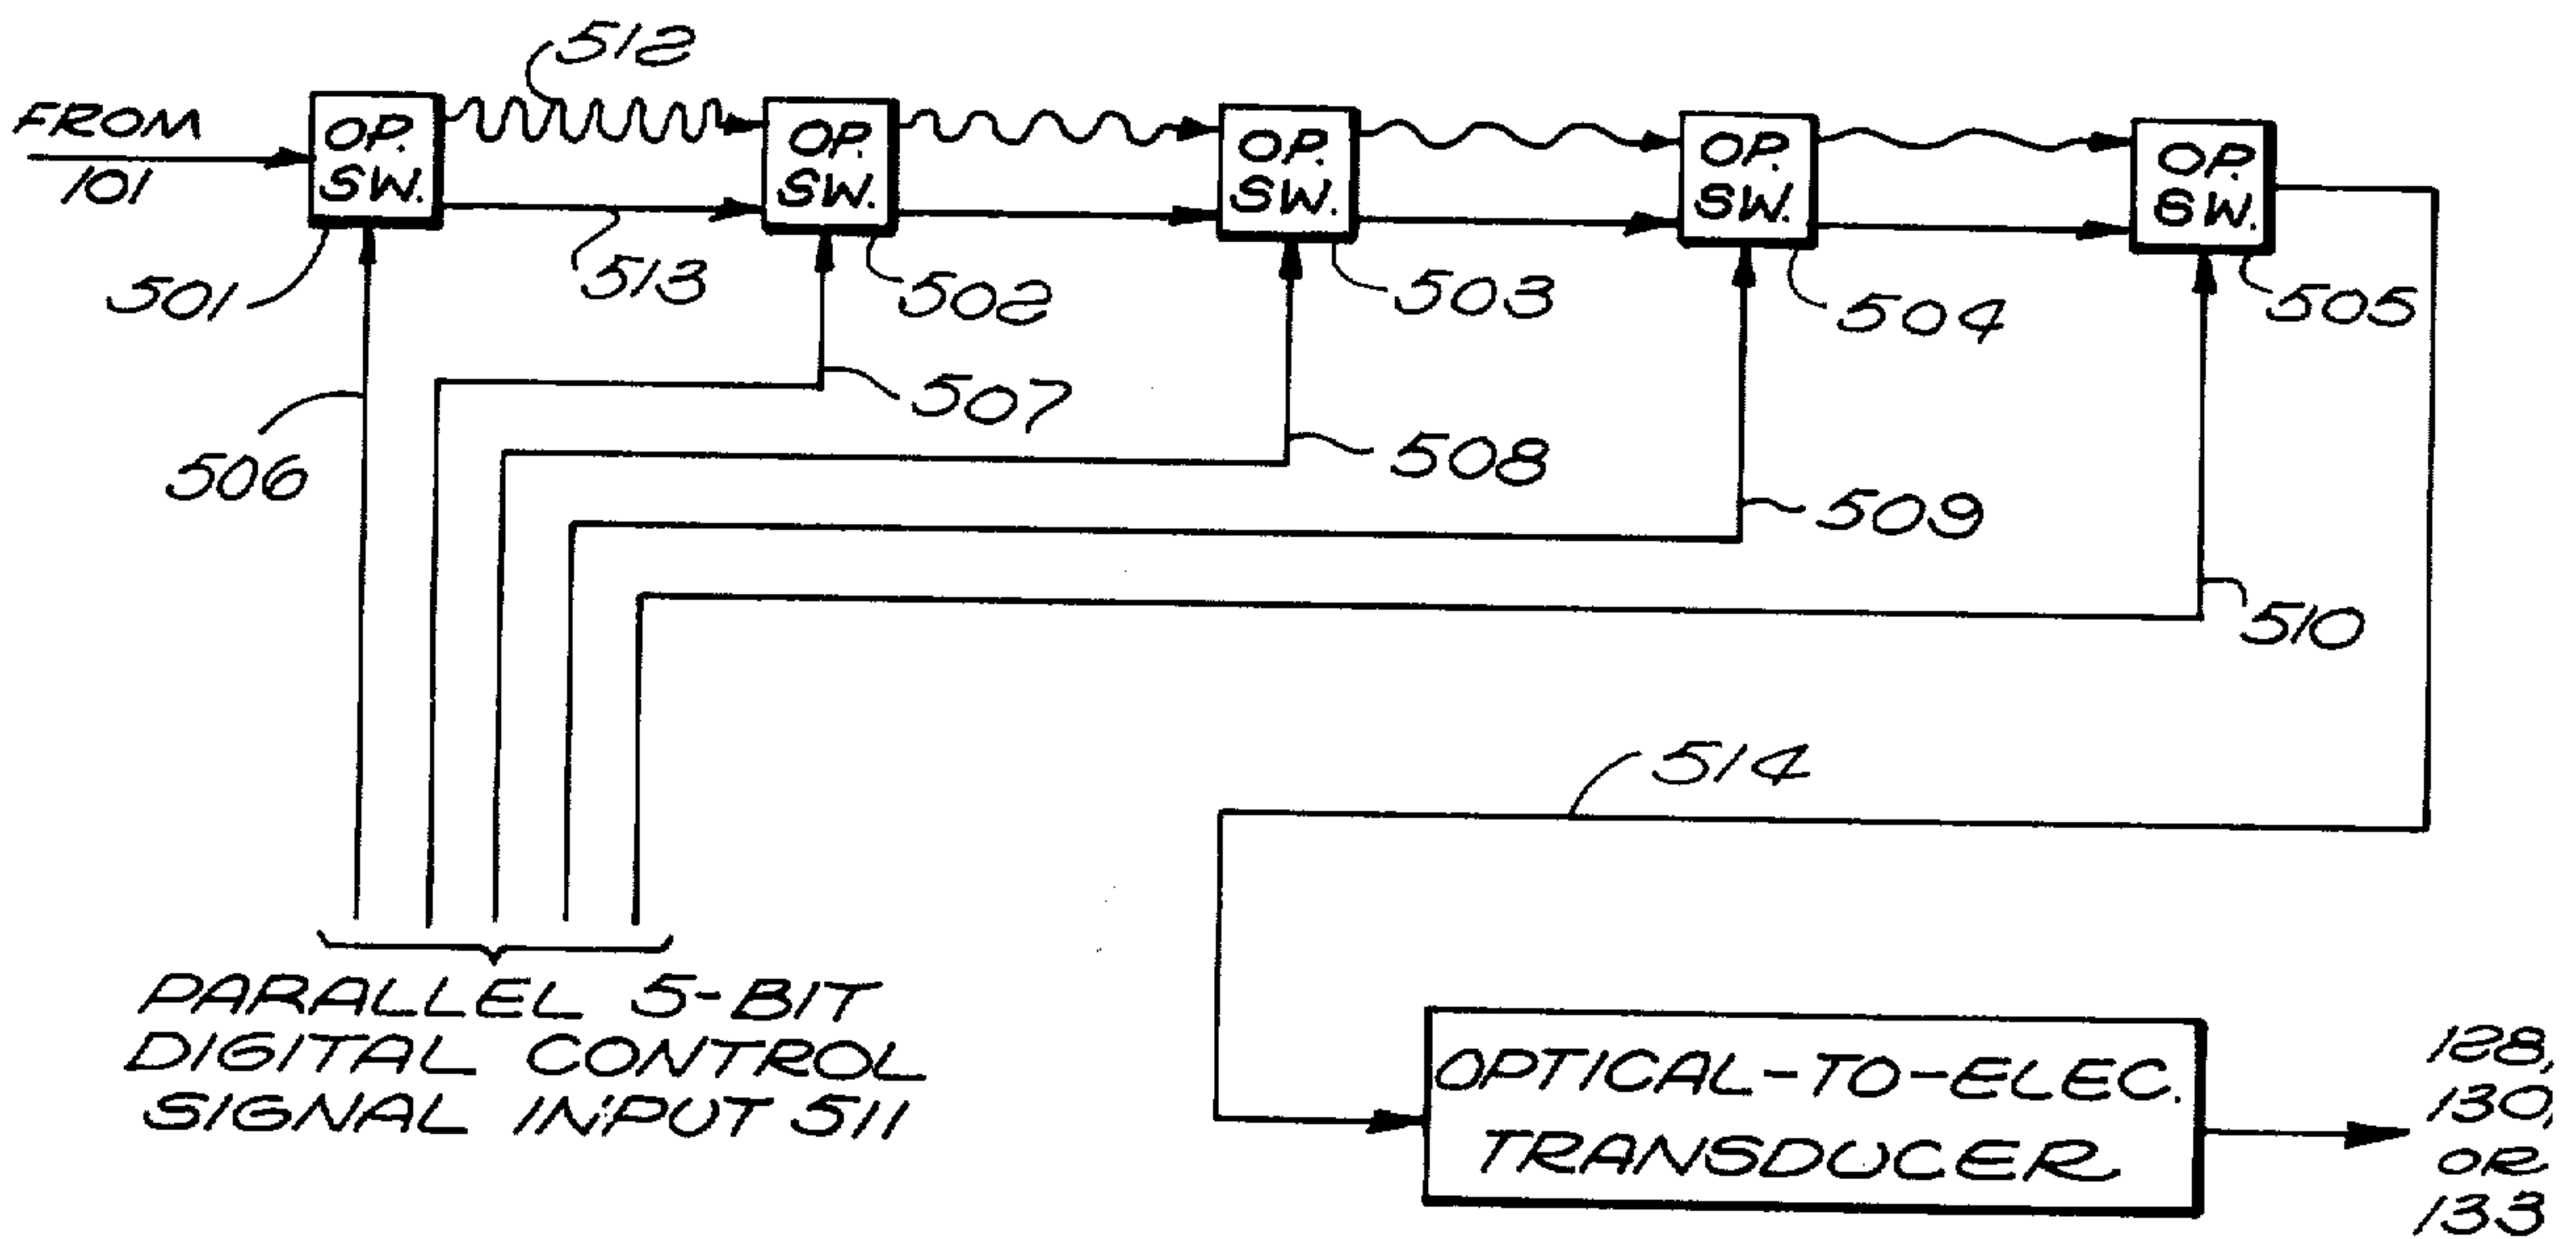 512
FROM
101
OP.
SW.
OP.
SW.
OP.
SW.
OP.
SW.
OP.
SW.
501
513
502
503
504
505
506
507
508
509
510
514
PARALLEL 5-BIT
DIGITAL CONTROL
SIGNAL INPUT 511
OPTICAL-TO-ELEC.
TRANSDUCER
128,
130,
OR
133